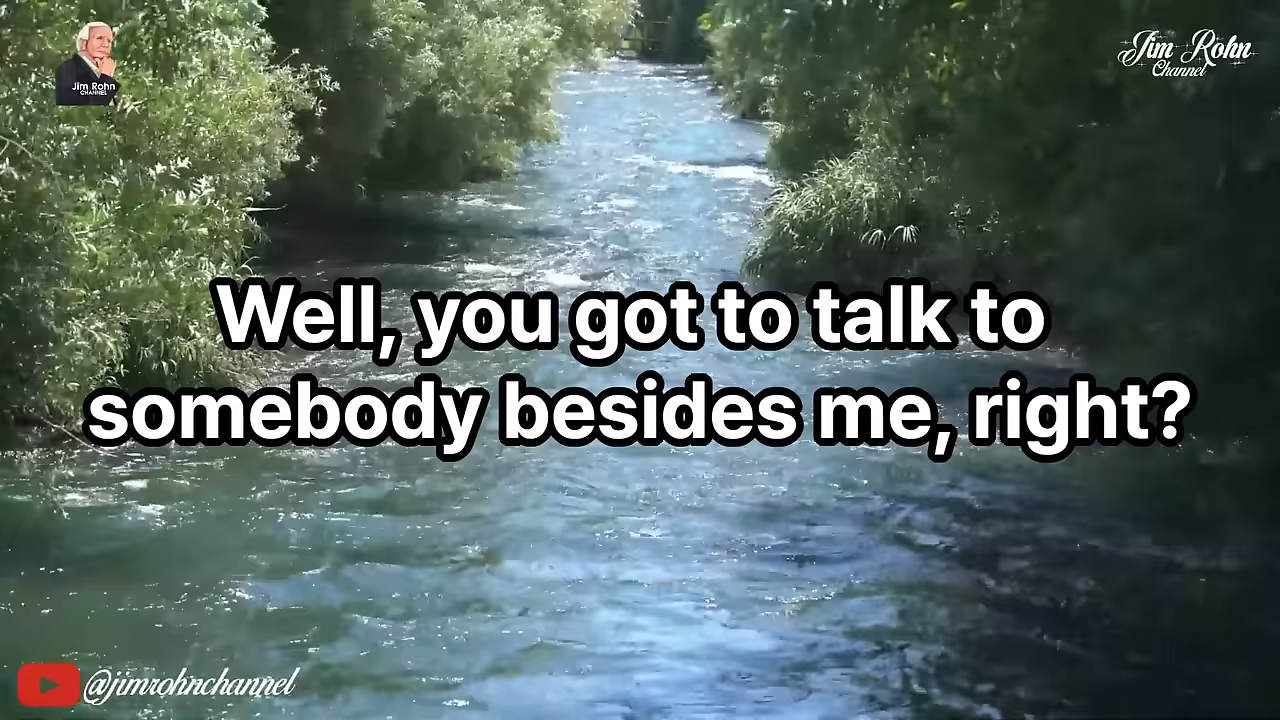 Jim Rohn
CHANNEL
Jim Rohn
Channel
Well, you got to talk to
somebody besides me, right?
@jimrohnchannel